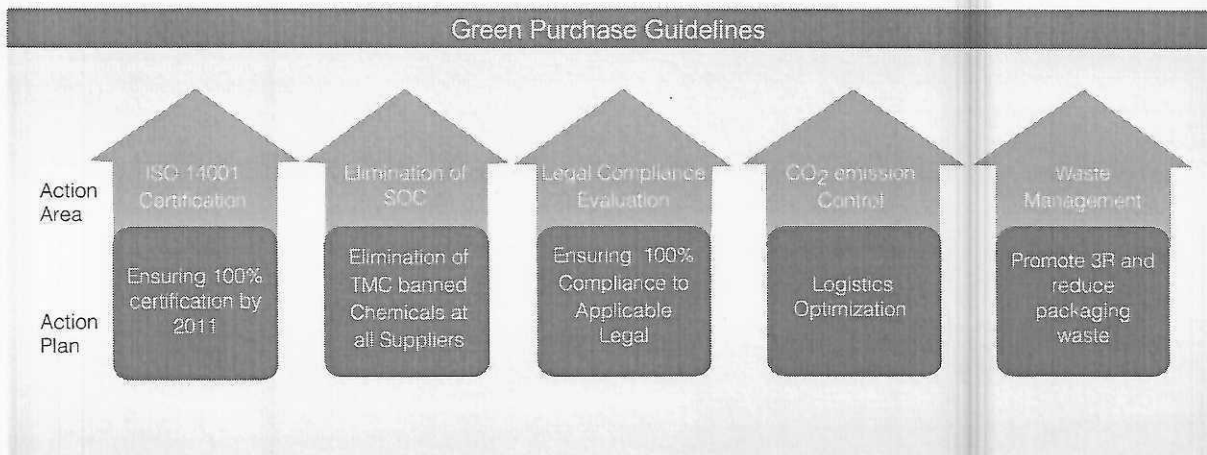 Green Purchase Guidelines
Action
Area
ISO 14001
Certification
Elimination of
SOC
Legal Compliance
Evaluation
CO₂ emission
Control
Waste
Management
Action
Plan
Ensuring 100%
certification by
2011
Elimination of
TMC banned
Chemicals at
all Suppliers
Ensuring 100%
Compliance to
Applicable
Legal
Logistics
Optimization
Promote 3R and
reduce
packaging
waste